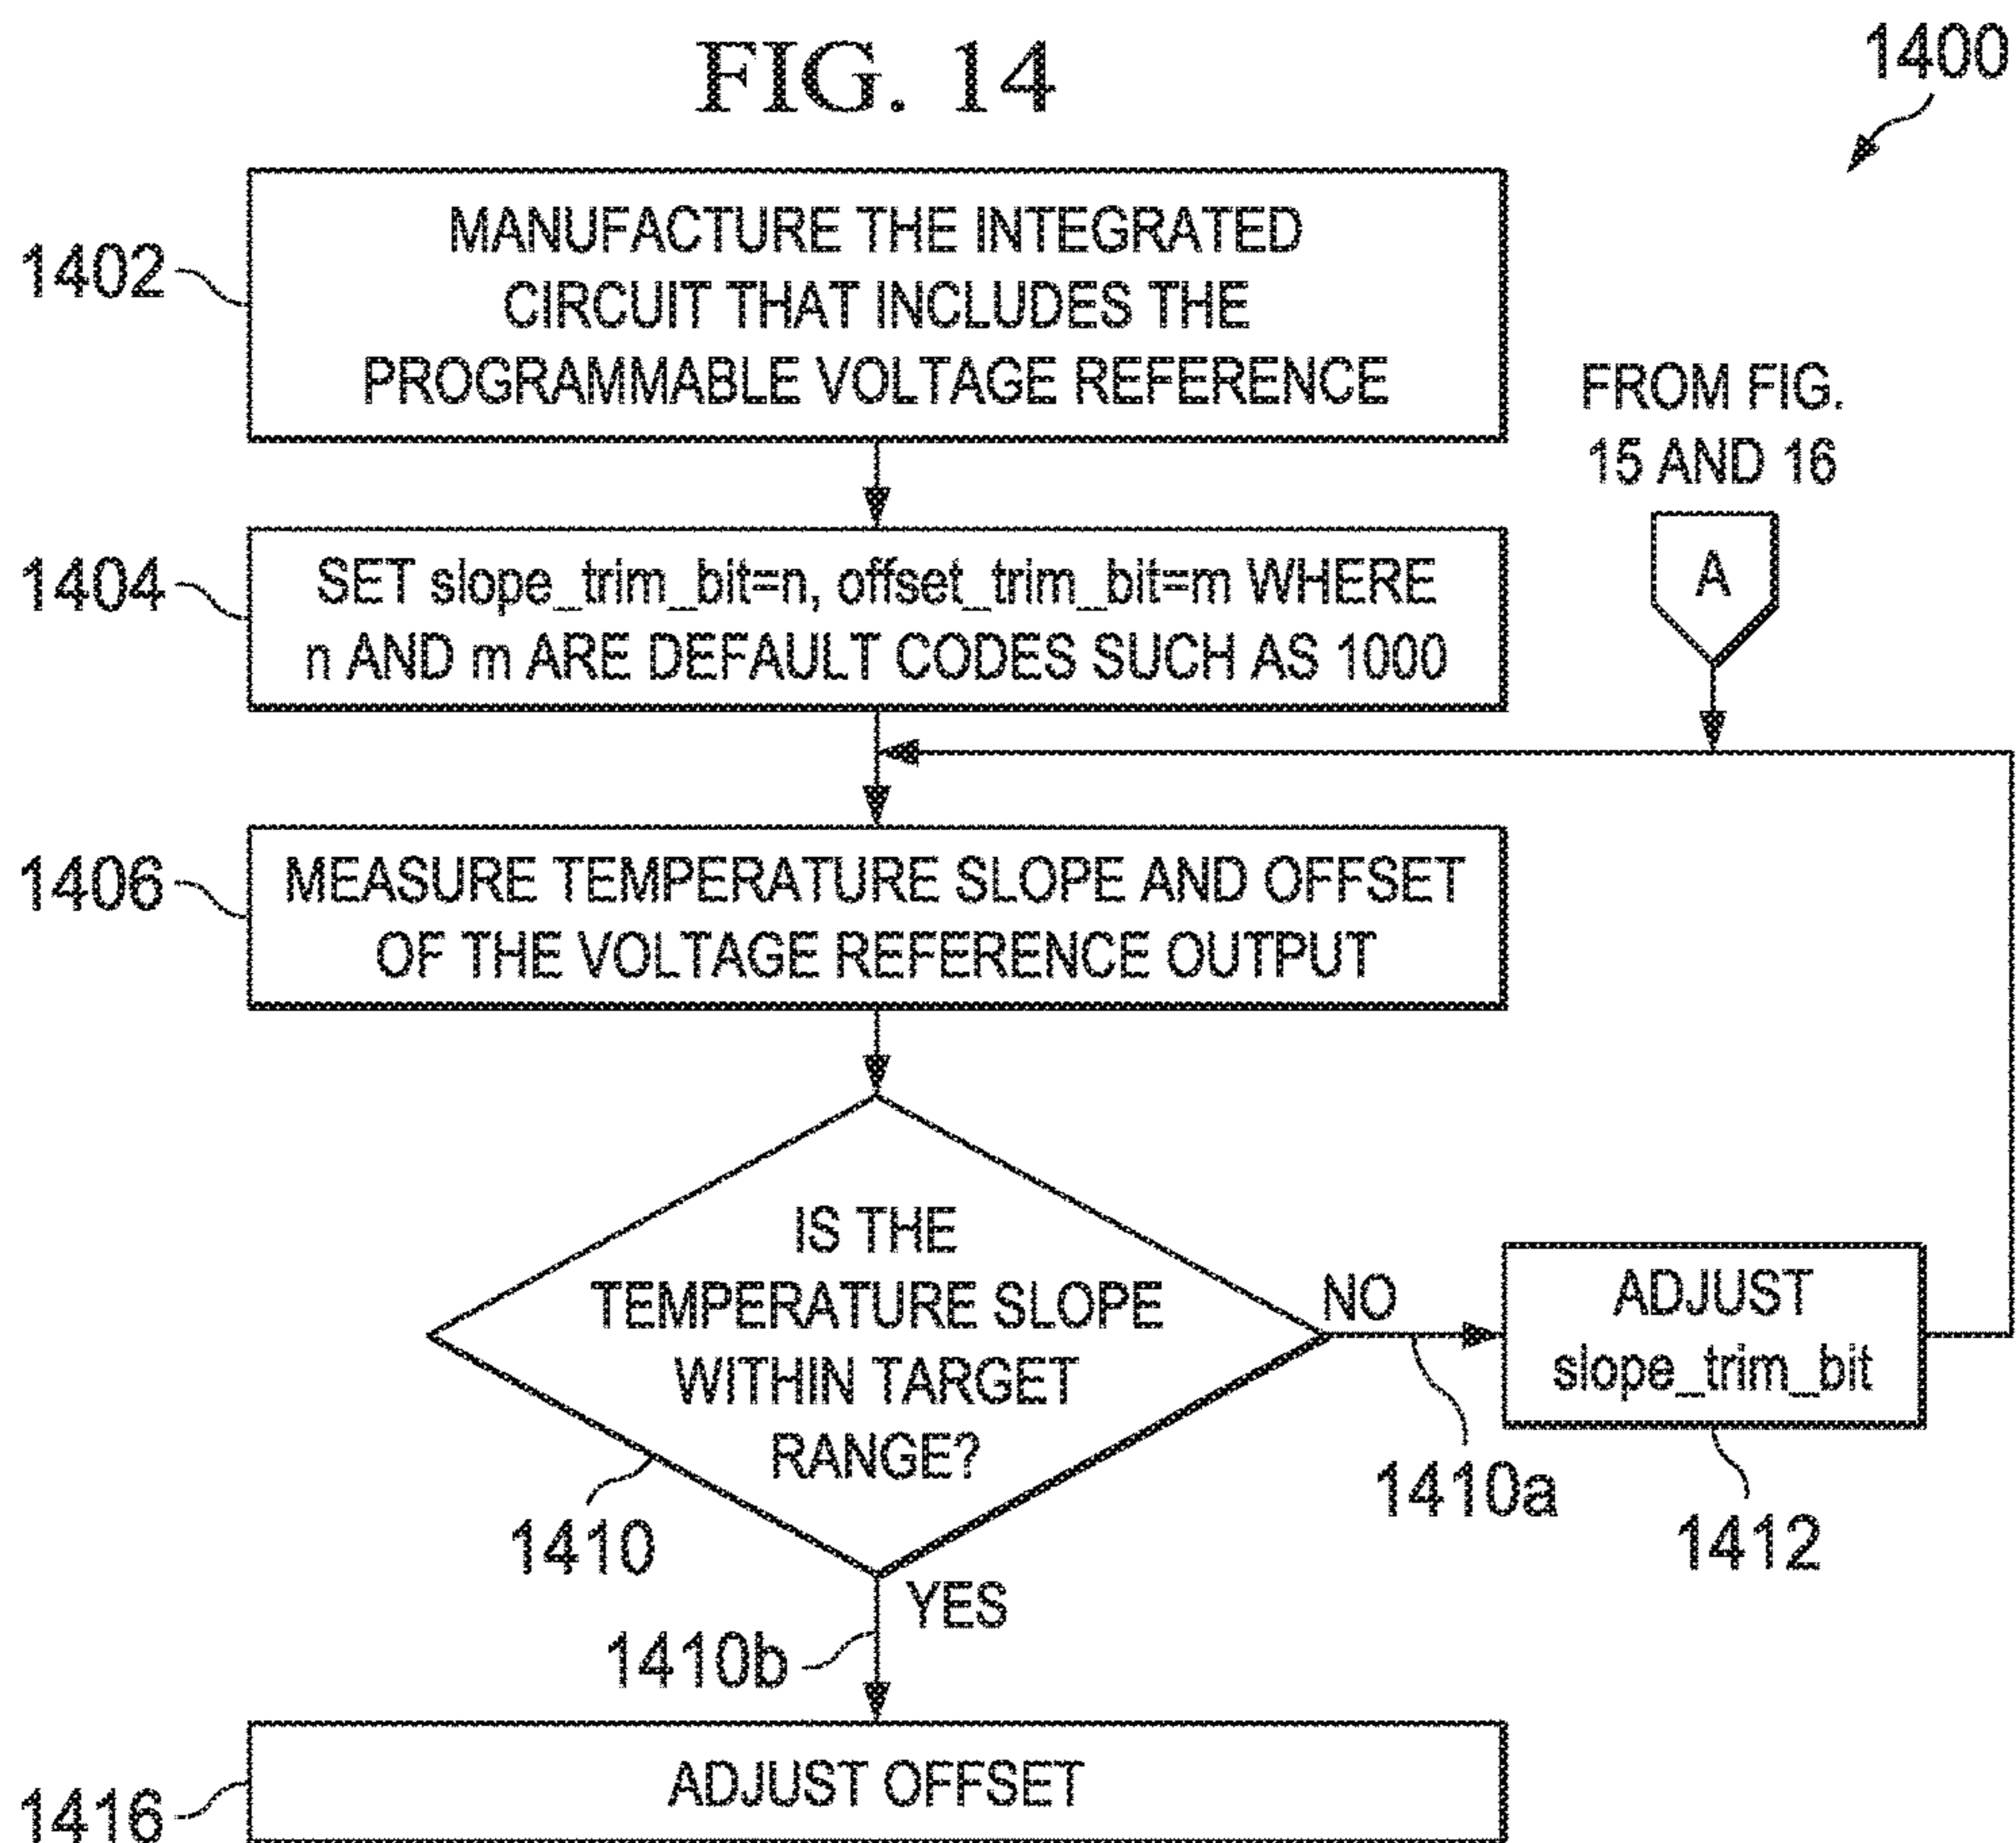 FIG. 14
1400
1402
MANUFACTURE THE INTEGRATED
CIRCUIT THAT INCLUDES THE
PROGRAMMABLE VOLTAGE REFERENCE
FROM FIG.
15 AND 16
A
1404
SET slope_trim_bit=n, offset_trim_bit=m WHERE
n AND m ARE DEFAULT CODES SUCH AS 1000
1406
MEASURE TEMPERATURE SLOPE AND OFFSET
OF THE VOLTAGE REFERENCE OUTPUT
IS THE
TEMPERATURE SLOPE
WITHIN TARGET
RANGE?
1410
NO
1410a
ADJUST
slope_trim_bit
1412
YES
1410b
1416
ADJUST OFFSET